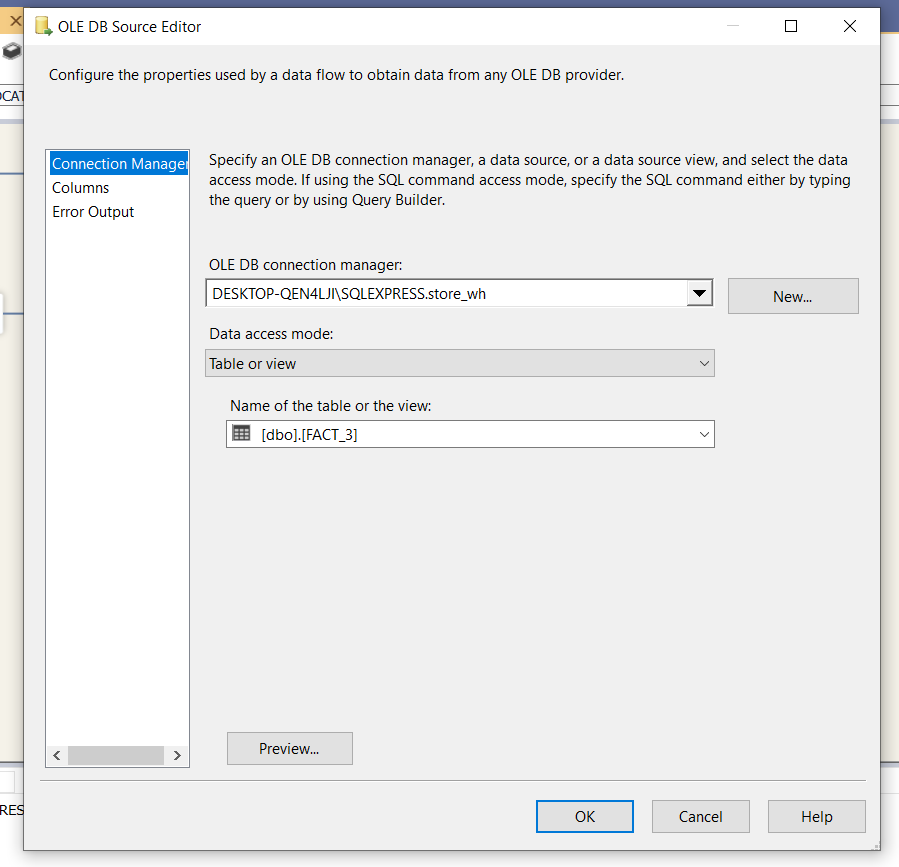 OLE DB Source Editor
Configure the properties used by a data flow to obtain data from any OLE DB provider.
Connection Manager
Columns
Error Output
Specify an OLE DB connection manager, a data source, or a data source view, and select the data
access mode. If using the SQL command access mode, specify the SQL command either by typing
the query or by using Query Builder.
OLE DB connection manager:
DESKTOP-QEN4LJI\SQLEXPRESS.store_wh
New...
Data access mode:
Table or view
Name of the table or the view:
[dbo].[FACT_3]
Preview...
OK
Cancel
Help